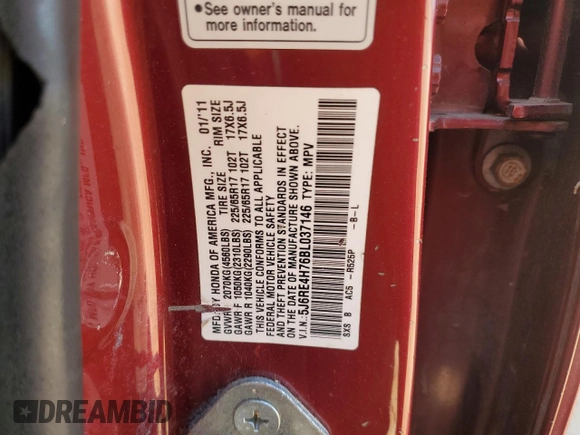 •See owner's manual for
more information.
MFD. BY HONDA OF AMERICA MFG., INC. 01/'11
TIRE SIZE RIM SIZE
GVWR 2070KG(4560LBS)
GAWR F 1050KG(2310LBS) 225/65R17 102T 17X6.5J
GAWR R 1040KG(2290LBS) 225/65R17 102T 17X6.5J
THIS VEHICLE CONFORMS TO ALL APPLICABLE
FEDERAL MOTOR VEHICLE SAFETY
AND THEFT PREVENTION STANDARDS IN EFFECT
ON THE DATE OF MANUFACTURE SHOWN ABOVE.
V.I.N.: 5J6RE4H76BL037146 TYPE: MPV
SXS B AC5 -R525P -B-L
DREAMBID